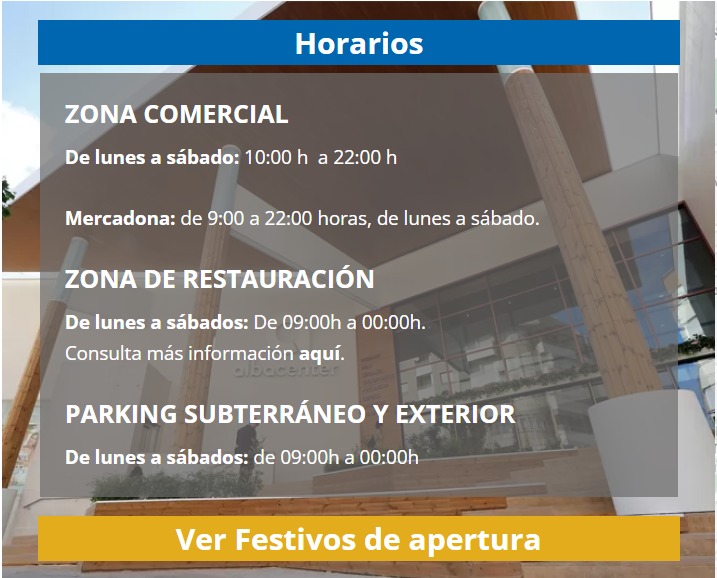 Horarios
ZONA COMERCIAL
De lunes a sábado: 10:00 h  a 22:00 h
Mercadona: de 9:00 a 22:00 horas, de lunes a sábado.
ZONA DE RESTAURACIÓN
De lunes a sábados: De 09:00h a 00:00h.
Consulta más información aquí.
albacenter
PARKING SUBTERRÁNEO Y EXTERIOR
De lunes a sábados: de 09:00h a 00:00h
Ver Festivos de apertura